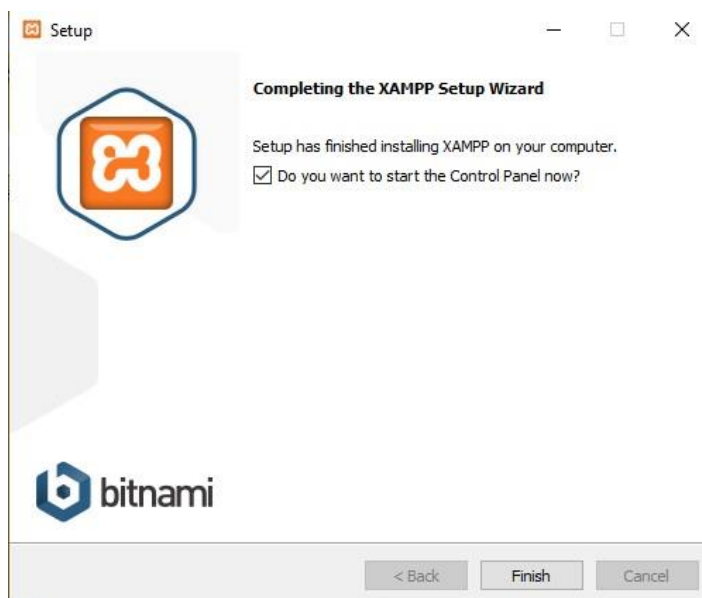 Setup
Completing the XAMPP Setup Wizard
Setup has finished installing XAMPP on your computer.
Do you want to start the Control Panel now?
bitnami
< Back
Finish
Cancel